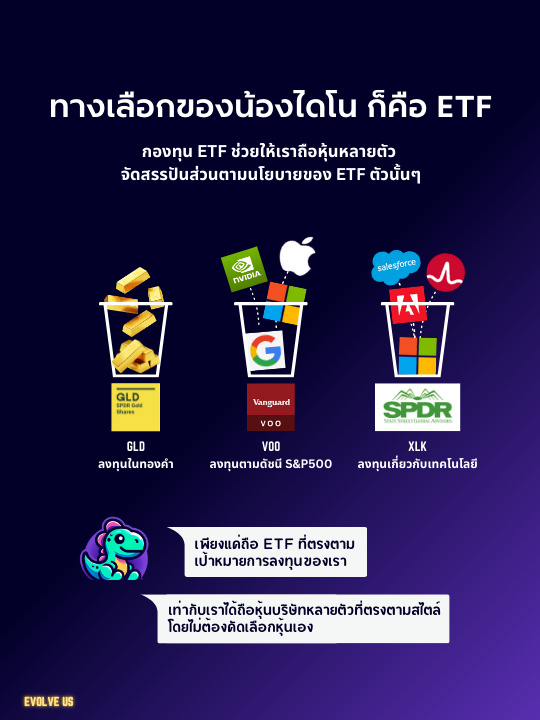 ทางเลือกของน้องไดโน ก็คือ ETF
กองทุน ETF ช่วยให้เราถือหุ้นหลายตัว
จัดสรรปันส่วนตามนโยบายของ ETF ตัวนั้นๆ
NVIDIA
salesforce
GLD
SPDR Gold
Shares
Vanguard
VOO
SPDR
STATE STREET GLOBAL ADVISORS
GLD
ลงทุนในทองคำ
VOO
ลงทุนตามดัชนี S&P500
XLK
ลงทุนเกี่ยวกับเทคโนโลยี
เพียงแค่ถือ ETF ที่ตรงตาม
เป้าหมายการลงทุนของเรา
เท่ากับเราได้ถือหุ้นบริษัทหลายตัวที่ตรงตามสไตล์
โดยไม่ต้องคัดเลือกหุ้นเอง
EVOLVE US